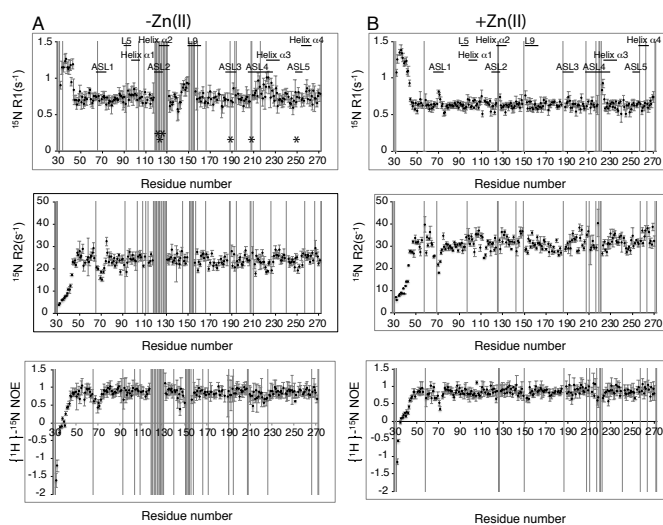 A -Zn(II)
L5 Helix α2 L9 Helix α4
Helix α1 Helix α3
ASL1 ASL2 ASL3 ASL4 ASL5
15N R1(s-1)
1.5
1
0.5
0
** * * * *
30 50 70 90 110 130 150 170 190 210 230 250 270
Residue number
15N R2(s-1)
50
40
30
20
10
0
30 50 70 90 110 130 150 170 190 210 230 250 270
Residue number
{1H}-15N NOE
1.5
1
0.5
0
-0.5
-1
-1.5
-2
30 50 70 90 110 130 150 170 190 210 230 250 270
Residue number
B +Zn(II)
L5 Helix α2 L9 Helix α4
Helix α1 Helix α3
ASL1 ASL2 ASL3 ASL4 ASL5
15N R1(s-1)
1.5
1
0.5
0
30 50 70 90 110 130 150 170 190 210 230 250 270
Residue number
15N R2(s-1)
50
40
30
20
10
0
30 50 70 90 110 130 150 170 190 210 230 250 270
Residue number
{1H}-15N NOE
1.5
1
0.5
0
-0.5
-1
-1.5
-2
30 50 70 90 110 130 150 170 190 210 230 250 270
Residue number